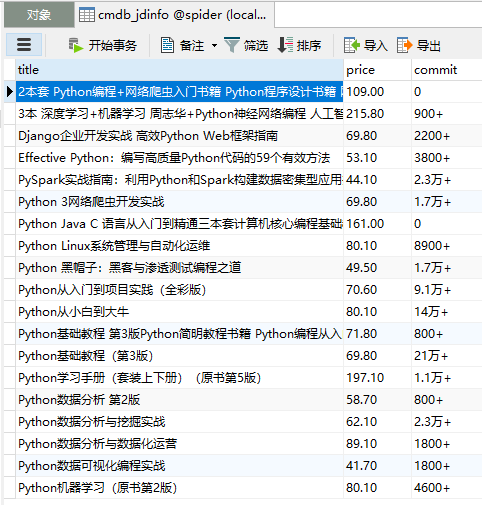 对象 cmdb_jdinfo @spider (local...
开始事务 备注 筛选 排序 导入 导出
title price commit
2本套 Python编程+网络爬虫入门书籍 Python程序设计书籍 109.00 0
3本 深度学习+机器学习 周志华+Python神经网络编程 人工智 215.80 900+
Django企业开发实战 高效Python Web框架指南 69.80 2200+
Effective Python：编写高质量Python代码的59个有效方法 53.10 3800+
PySpark实战指南：利用Python和Spark构建数据密集型应用 44.10 2.3万+
Python 3网络爬虫开发实战 69.80 1.7万+
Python Java C 语言从入门到精通三本套计算机核心编程基础 161.00 0
Python Linux系统管理与自动化运维 80.10 8900+
Python 黑帽子：黑客与渗透测试编程之道 49.50 1.7万+
Python从入门到项目实践（全彩版） 70.60 9.1万+
Python从小白到大牛 80.10 14万+
Python基础教程 第3版Python简明教程书籍 Python编程从入 71.80 800+
Python基础教程（第3版） 69.80 21万+
Python学习手册（套装上下册）（原书第5版） 197.10 1.1万+
Python数据分析 第2版 58.70 800+
Python数据分析与挖掘实战 62.10 2.3万+
Python数据分析与数据化运营 89.10 1800+
Python数据可视化编程实战 41.70 1800+
Python机器学习（原书第2版） 80.10 4600+